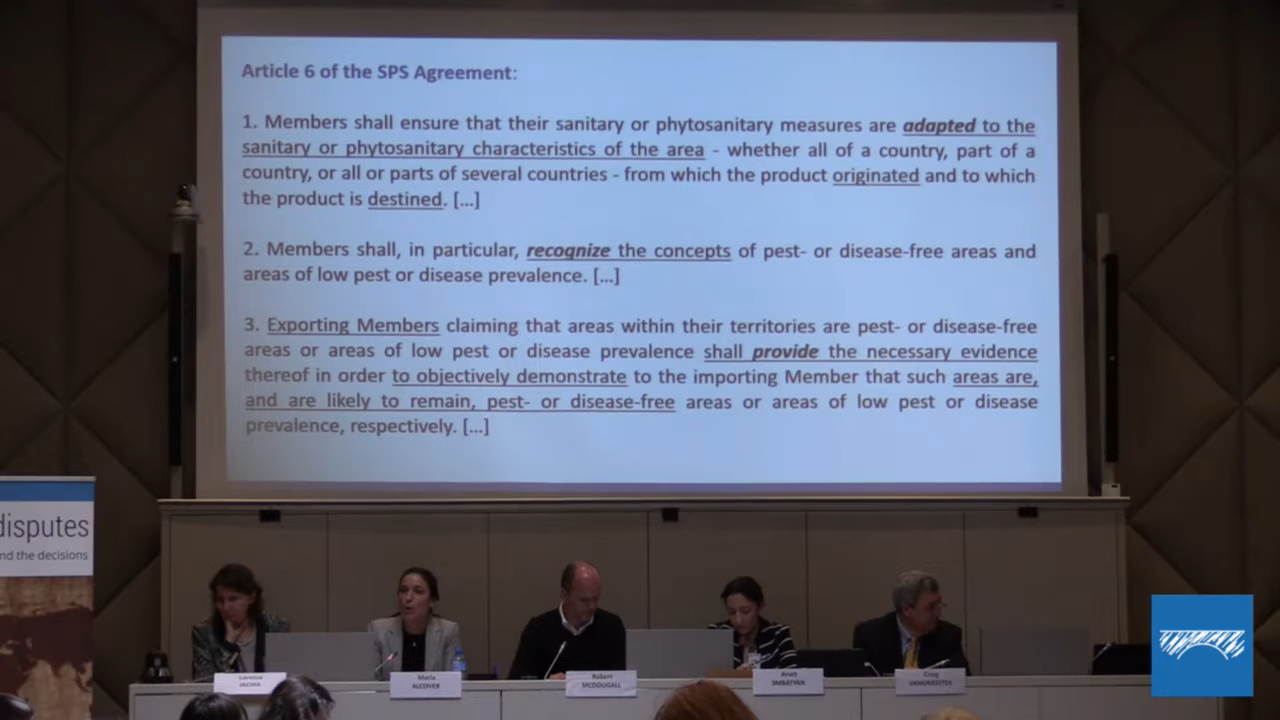 Article 6 of the SPS Agreement:
1. Members shall ensure that their sanitary or phytosanitary measures are adapted to the
sanitary or phytosanitary characteristics of the area - whether all of a country, part of a
country, or all or parts of several countries - from which the product originated and to which
the product is destined. [...]
2. Members shall, in particular, recognize the concepts of pest- or disease-free areas and
areas of low pest or disease prevalence. [...]
3. Exporting Members claiming that areas within their territories are pest- or disease-free
areas or areas of low pest or disease prevalence shall provide the necessary evidence
thereof in order to objectively demonstrate to the importing Member that such areas are,
and are likely to remain, pest- or disease-free areas or areas of low pest or disease
prevalence, respectively. [...]
disputes
nd the decisions
Lorenza
JACHIA
Maria
ALCOVER
Robert
MCDOUGALL
Anait
SMBATYAN
Craig
VANGRASSTEK